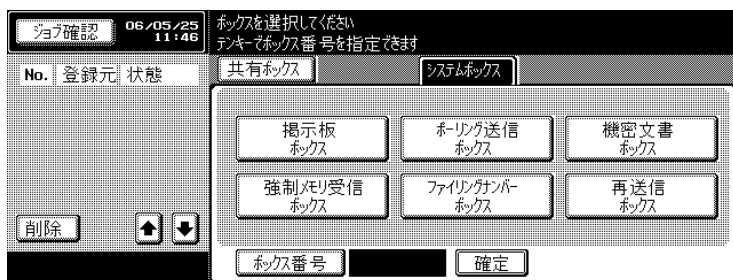 ジョブ確認
06/05/25
11:46
ボックスを選択してください
テンキーでボックス番号を指定できます
No. 登録元 状態
共有ボックス
システムボックス
掲示板
ボックス
ポーリング送信
ボックス
機密文書
ボックス
強制メモリ受信
ボックス
ファイリングナンバー
ボックス
再送信
ボックス
削除
ボックス番号
確定